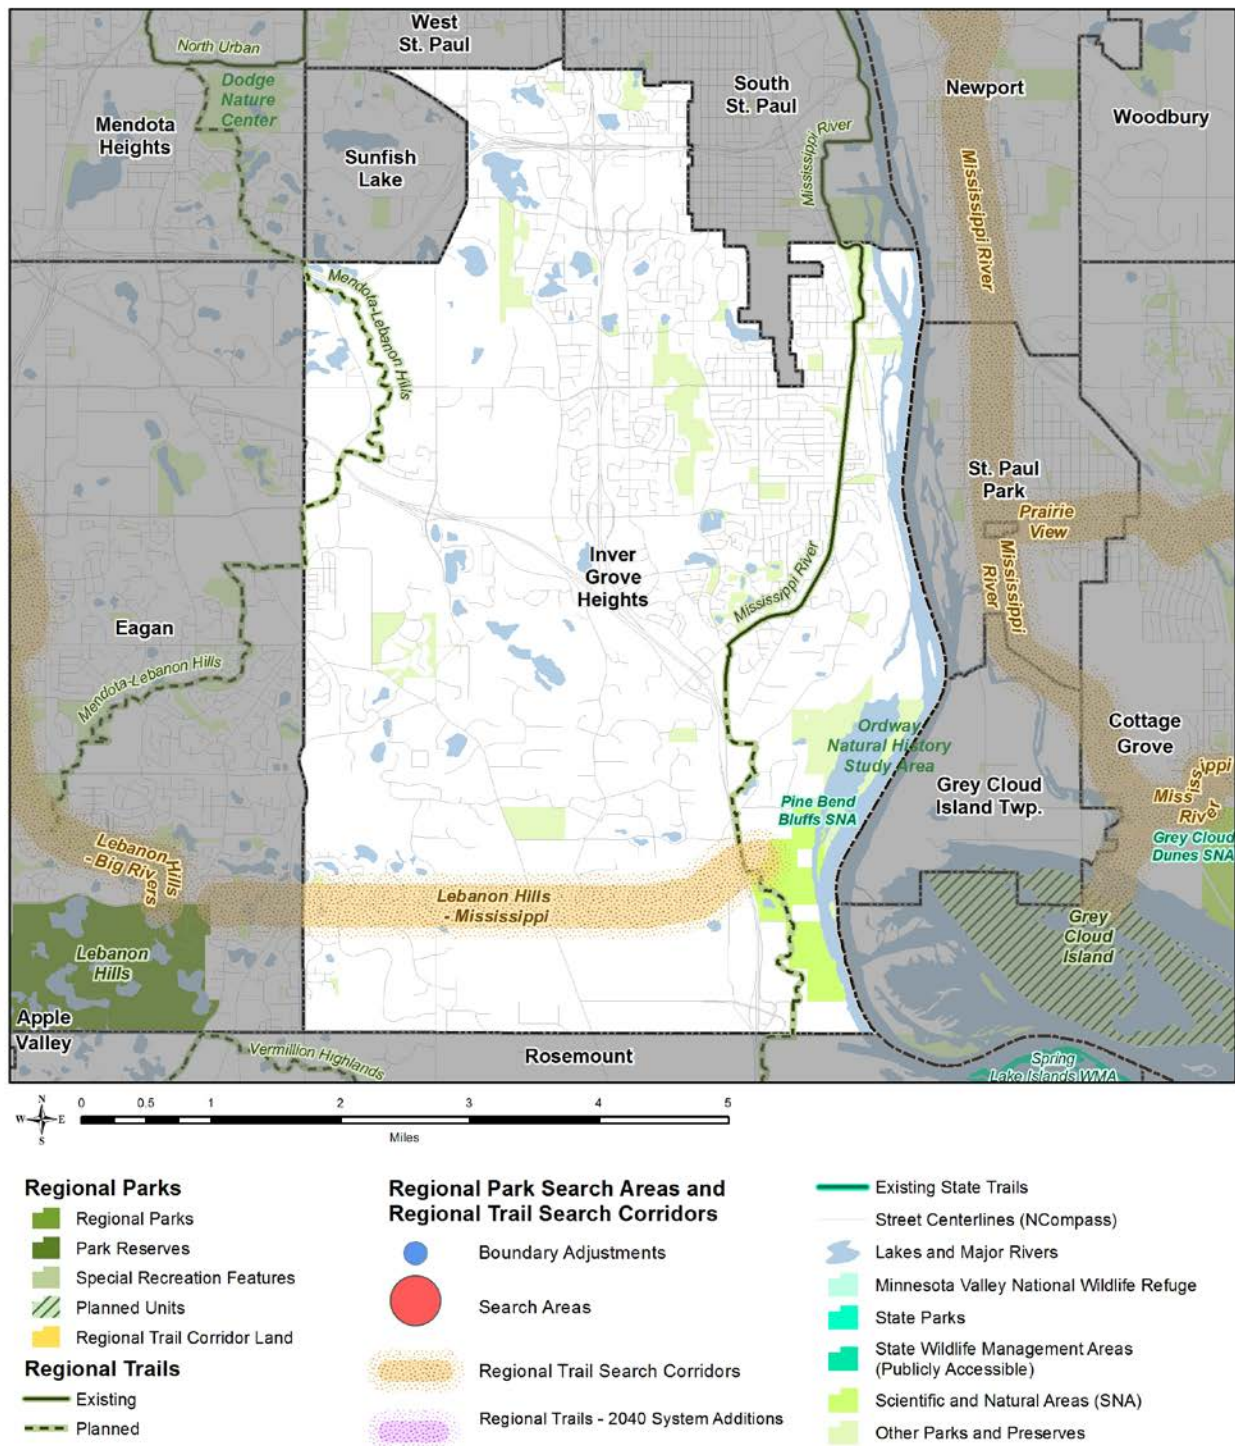 West
St. Paul
North Urban
Dodge
Nature
Center
South
St. Paul
Newport
Woodbury
Mendota
Heights
Sunfish
Lake
Mississippi River
Mississippi River
Mendota-Lebanon Hills
St. Paul
Park
Prairie
View
Mississippi
River
Inver
Grove
Heights
Mississippi River
Eagan
Mendota-Lebanon Hills
Ordway
Natural History
Study Area
Cottage
Grove
Grey Cloud
Island Twp.
Pine Bend
Bluffs SNA
Mississippi
Mississippi
River
Grey Cloud
Dunes SNA
Lebanon Hills
- Big Rivers
Lebanon Hills
- Mississippi
Lebanon
Hills
Grey
Cloud
Island
Apple
Valley
Vermillion Highlands
Rosemount
Spring
Lake Islands WMA
N
W E
S
0 0.5 1 2 3 4 5
Miles
Regional Parks
Regional Parks
Park Reserves
Special Recreation Features
Planned Units
Regional Trail Corridor Land
Regional Trails
Existing
Planned
Regional Park Search Areas and
Regional Trail Search Corridors
Boundary Adjustments
Search Areas
Regional Trail Search Corridors
Regional Trails - 2040 System Additions
Existing State Trails
Street Centerlines (NCompass)
Lakes and Major Rivers
Minnesota Valley National Wildlife Refuge
State Parks
State Wildlife Management Areas
(Publicly Accessible)
Scientific and Natural Areas (SNA)
Other Parks and Preserves